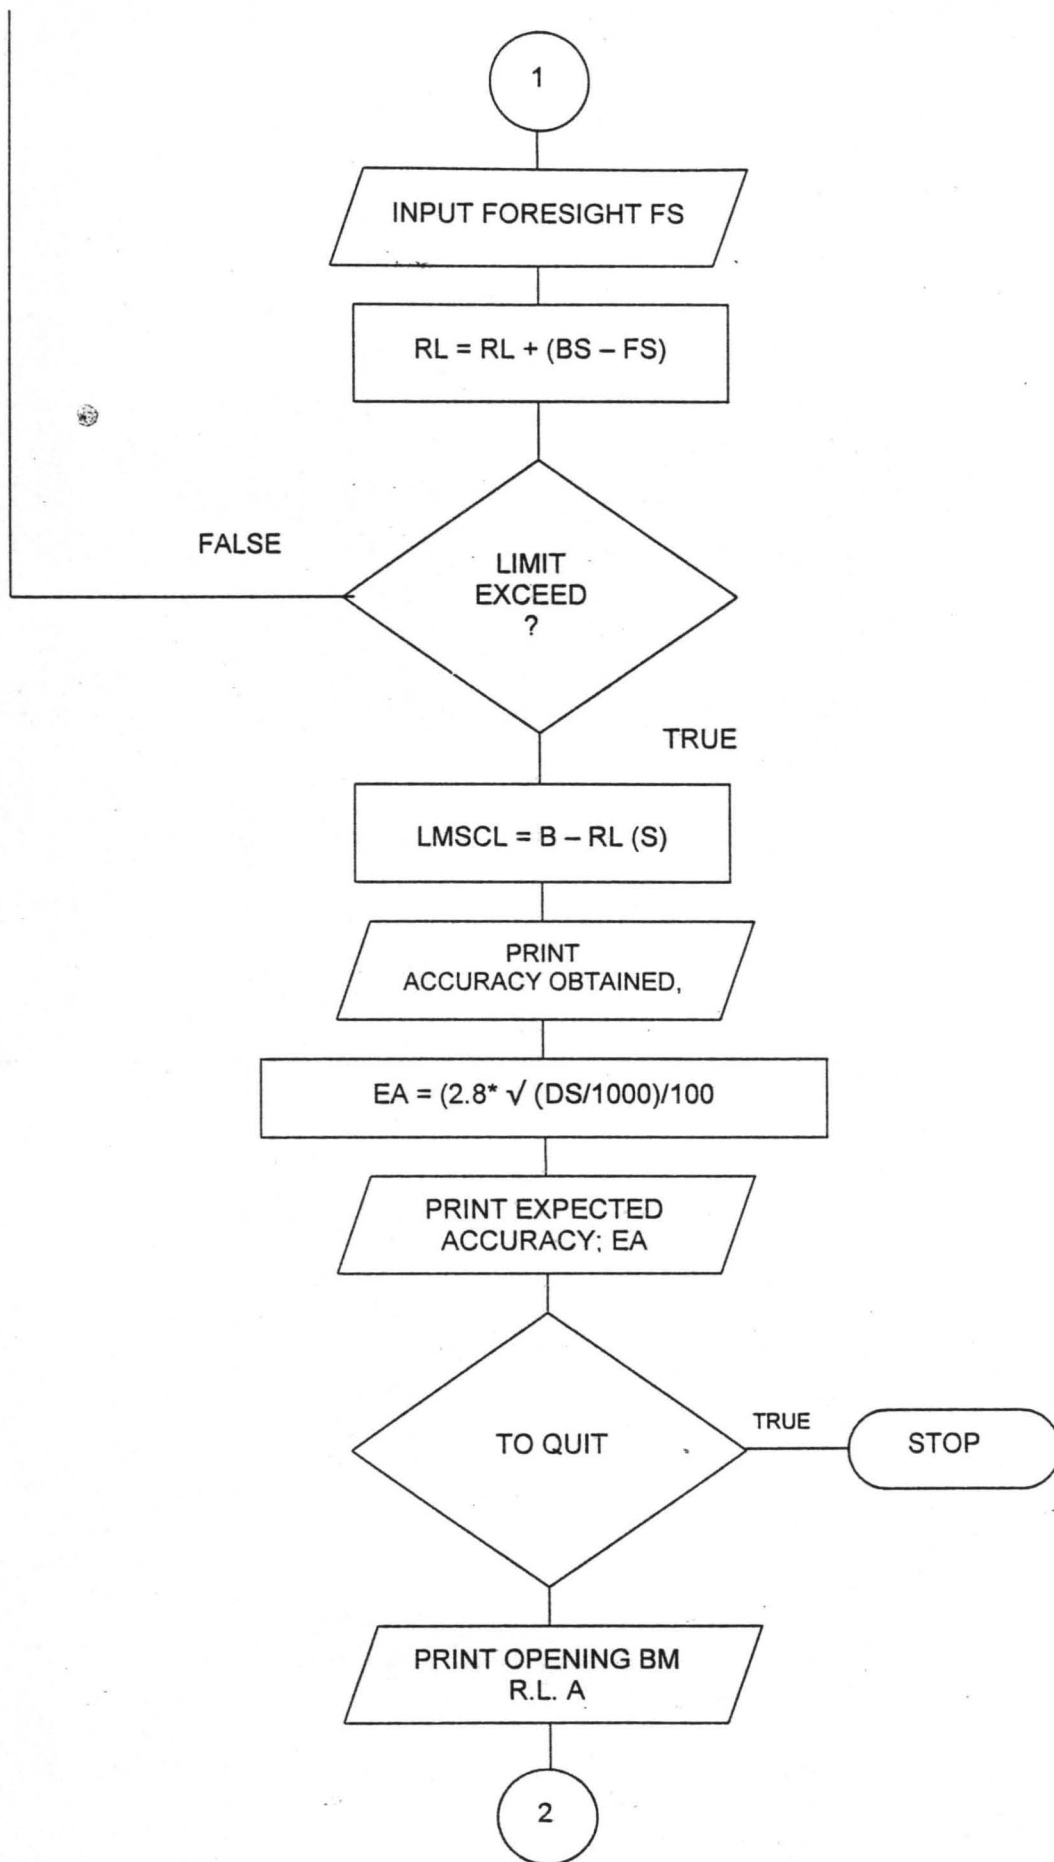 1
INPUT FORESIGHT FS
RL = RL + (BS – FS)
FALSE
LIMIT
EXCEED
?
TRUE
LMSCL = B – RL (S)
PRINT
ACCURACY OBTAINED,
EA = (2.8* √ (DS/1000)/100
PRINT EXPECTED
ACCURACY; EA
TO QUIT
TRUE
STOP
PRINT OPENING BM
R.L. A
2